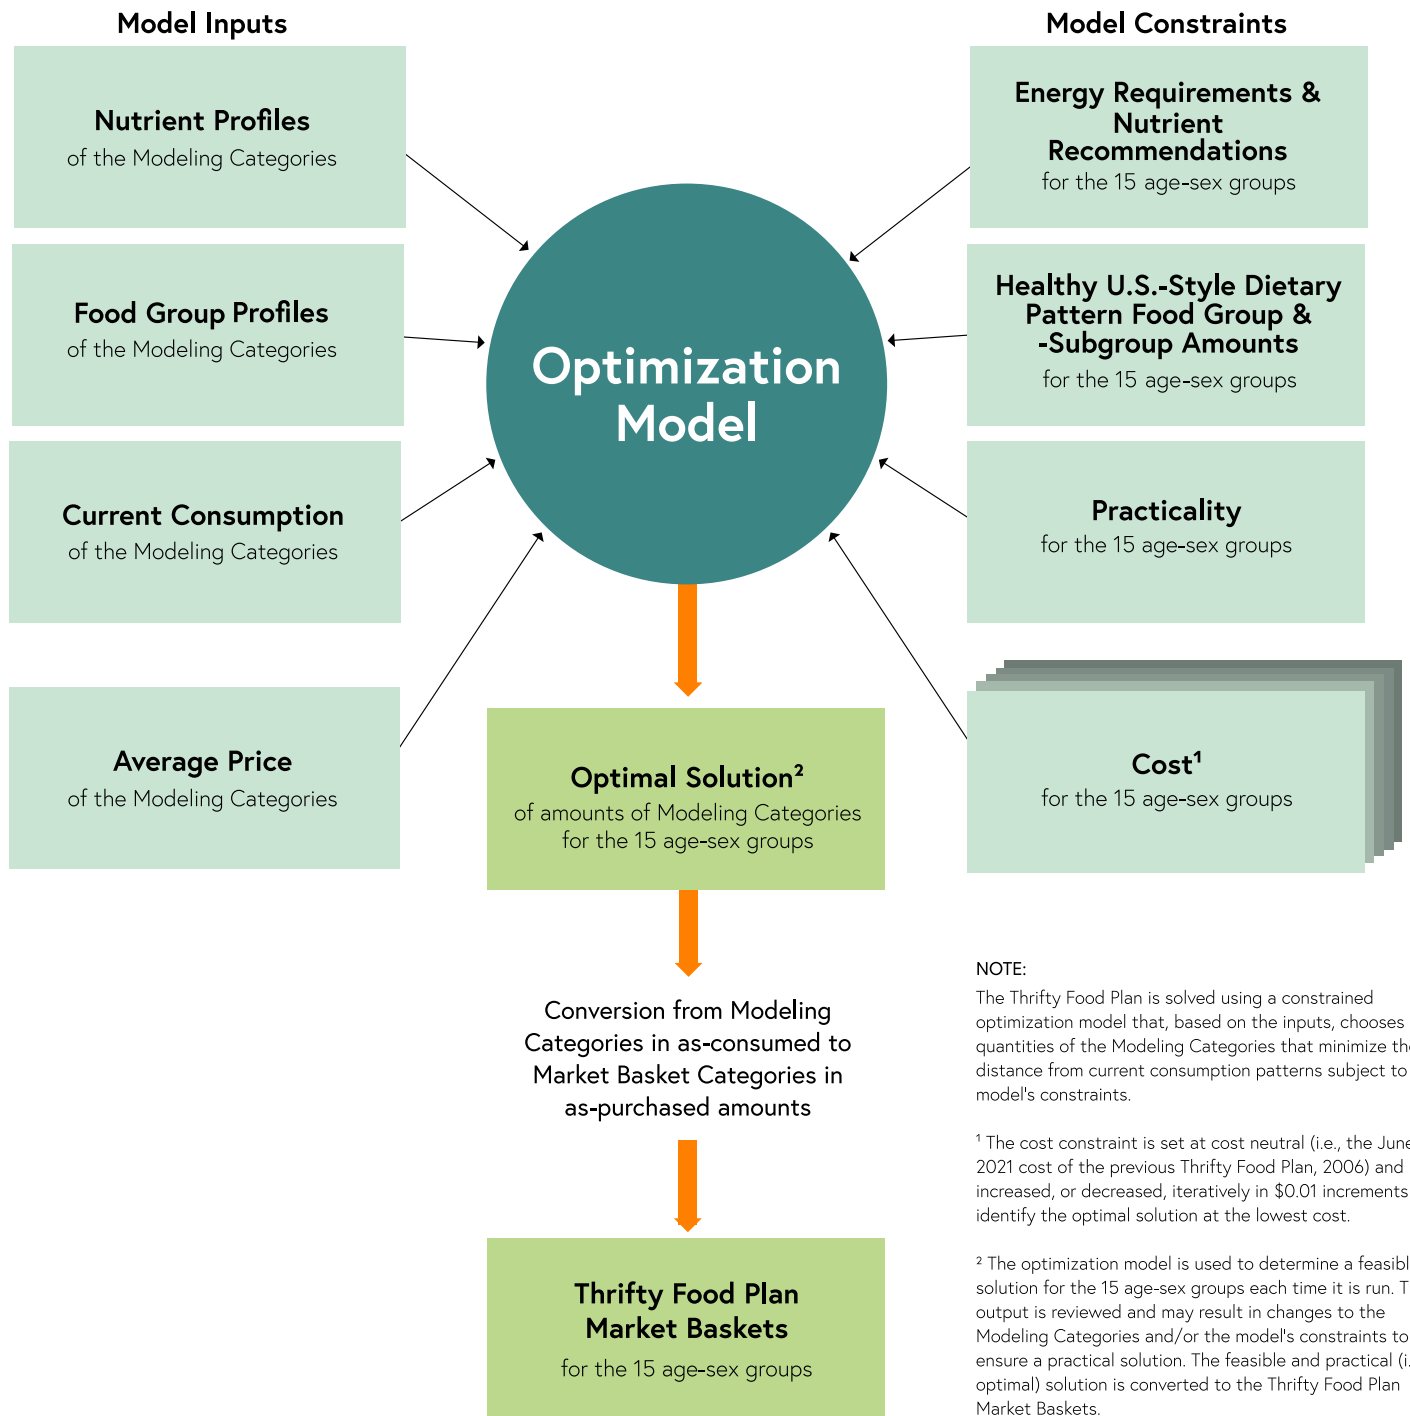 Model Inputs
Nutrient Profiles
of the Modeling Categories
Food Group Profiles
of the Modeling Categories
Current Consumption
of the Modeling Categories
Average Price
of the Modeling Categories
Optimization
Model
Model Constraints
Energy Requirements &
Nutrient
Recommendations
for the 15 age-sex groups
Healthy U.S.-Style Dietary
Pattern Food Group &
-Subgroup Amounts
for the 15 age-sex groups
Practicality
for the 15 age-sex groups
Cost¹
for the 15 age-sex groups
Optimal Solution²
of amounts of Modeling Categories
for the 15 age-sex groups
Conversion from Modeling
Categories in as-consumed to
Market Basket Categories in
as-purchased amounts
Thrifty Food Plan
Market Baskets
for the 15 age-sex groups
NOTE:
The Thrifty Food Plan is solved using a constrained
optimization model that, based on the inputs, chooses
quantities of the Modeling Categories that minimize the
distance from current consumption patterns subject to
model's constraints.
¹ The cost constraint is set at cost neutral (i.e., the June
2021 cost of the previous Thrifty Food Plan, 2006) and
increased, or decreased, iteratively in $0.01 increments
identify the optimal solution at the lowest cost.
² The optimization model is used to determine a feasibl
solution for the 15 age-sex groups each time it is run. T
output is reviewed and may result in changes to the
Modeling Categories and/or the model's constraints to
ensure a practical solution. The feasible and practical (i.
optimal) solution is converted to the Thrifty Food Plan
Market Baskets.